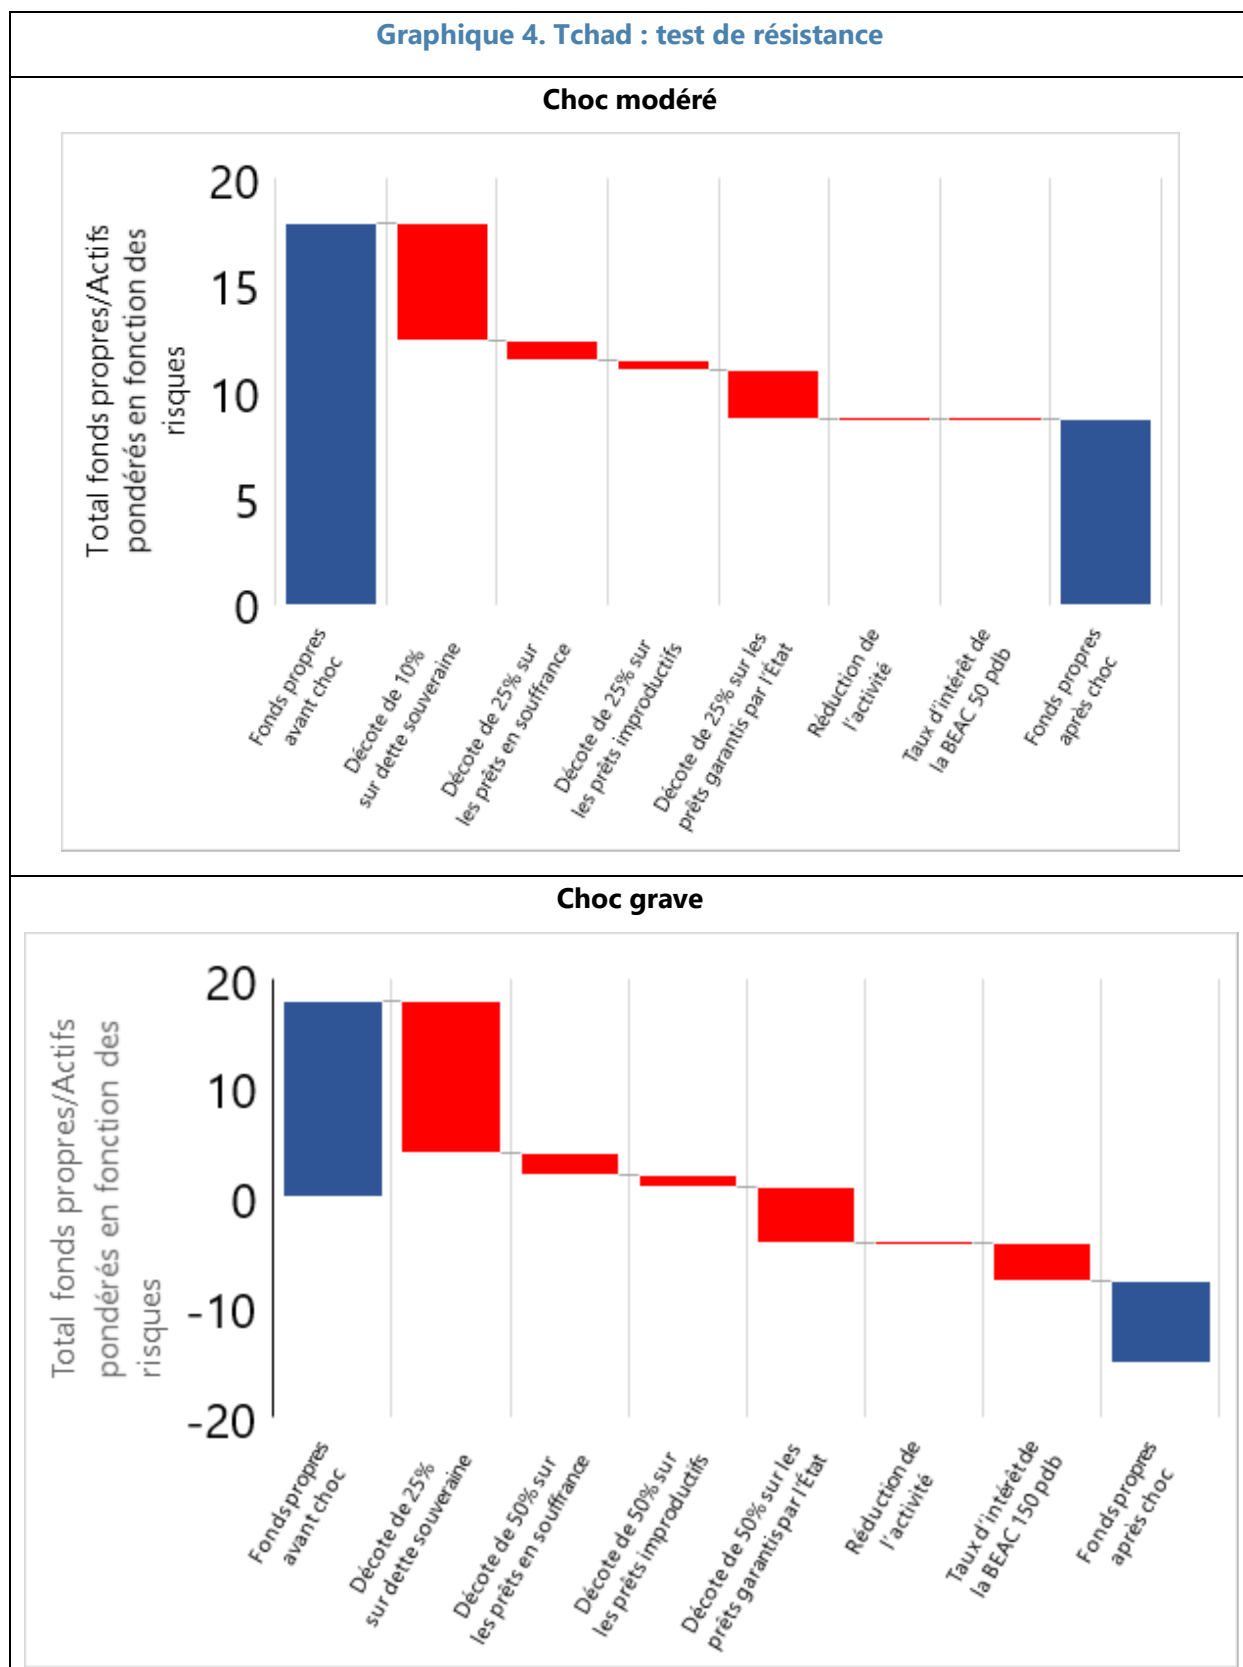 Graphique 4. Tchad : test de résistance
Choc modéré
Total fonds propres/Actifs
pondérés en fonction des
risques
20
15
10
5
0
Fonds propres
avant choc
Décote de 10%
sur dette souveraine
Décote de 25% sur
les prêts en souffrance
Décote de 25% sur
les prêts improductifs
Décote de 25% sur les
prêts garantis par l'État
Réduction de
l'activité
Taux d'intérêt de
la BEAC 50 pdb
Fonds propres
après choc
Choc grave
Total fonds propres/Actifs
pondérés en fonction des
risques
20
10
0
-10
-20
Fonds propres
avant choc
Décote de 25%
sur dette souveraine
Décote de 50% sur
les prêts en souffrance
Décote de 50% sur
les prêts improductifs
Décote de 50% sur les
prêts garantis par l'État
Réduction de
l'activité
Taux d'intérêt de
la BEAC 150 pdb
Fonds propres
après choc